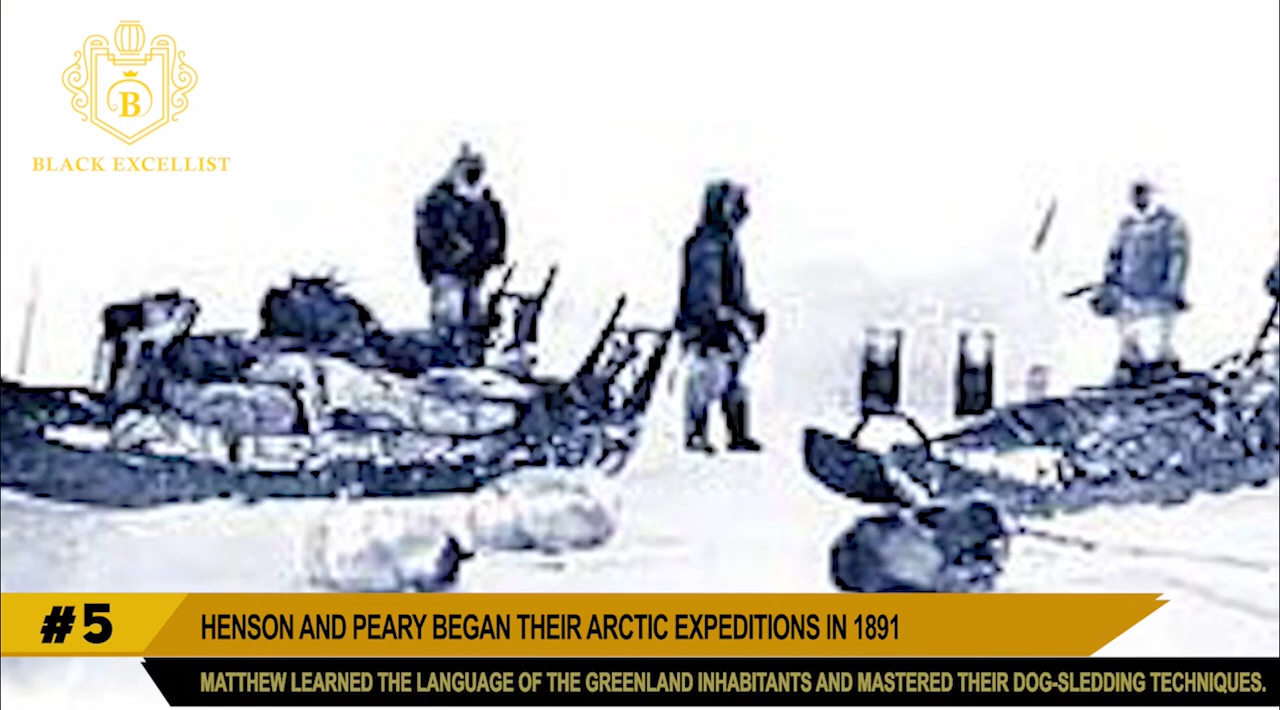 B
BLACK EXCELLIST
#5
HENSON AND PEARY BEGAN THEIR ARCTIC EXPEDITIONS IN 1891
MATTHEW LEARNED THE LANGUAGE OF THE GREENLAND INHABITANTS AND MASTERED THEIR DOG-SLEDDING TECHNIQUES.